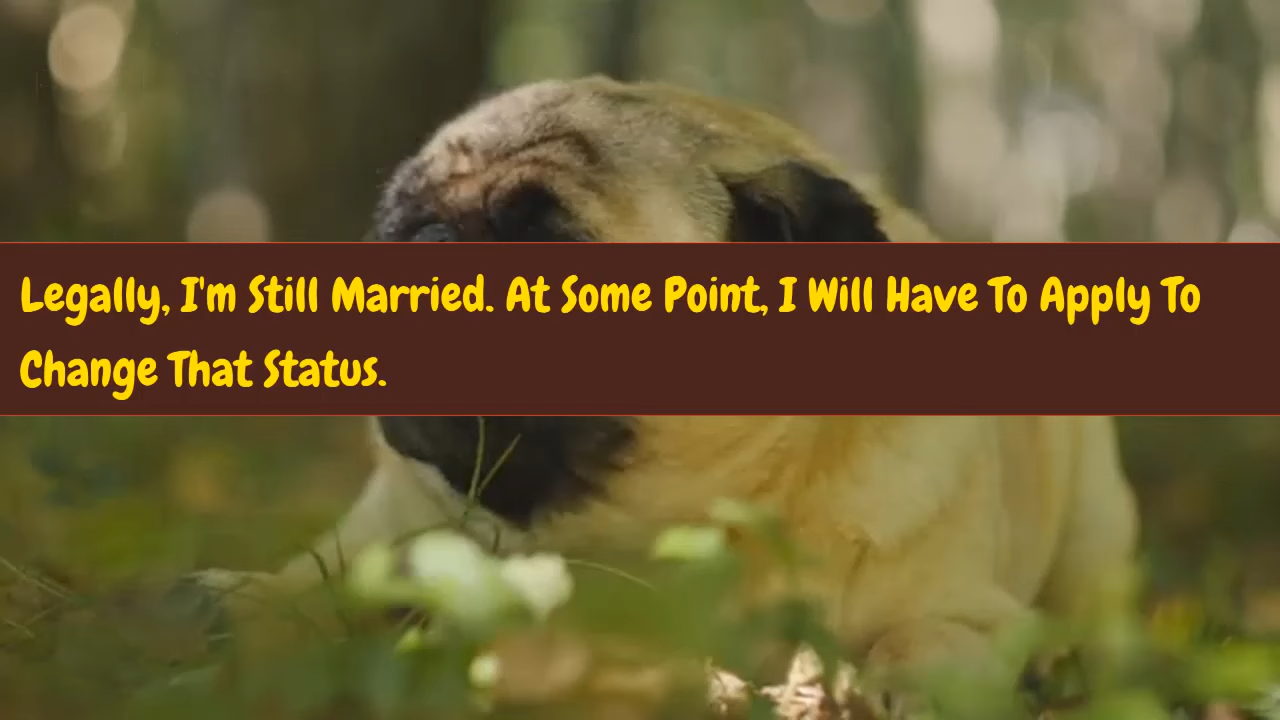 Legally, I'm Still Married. At Some Point, I Will Have To Apply To
Change That Status.